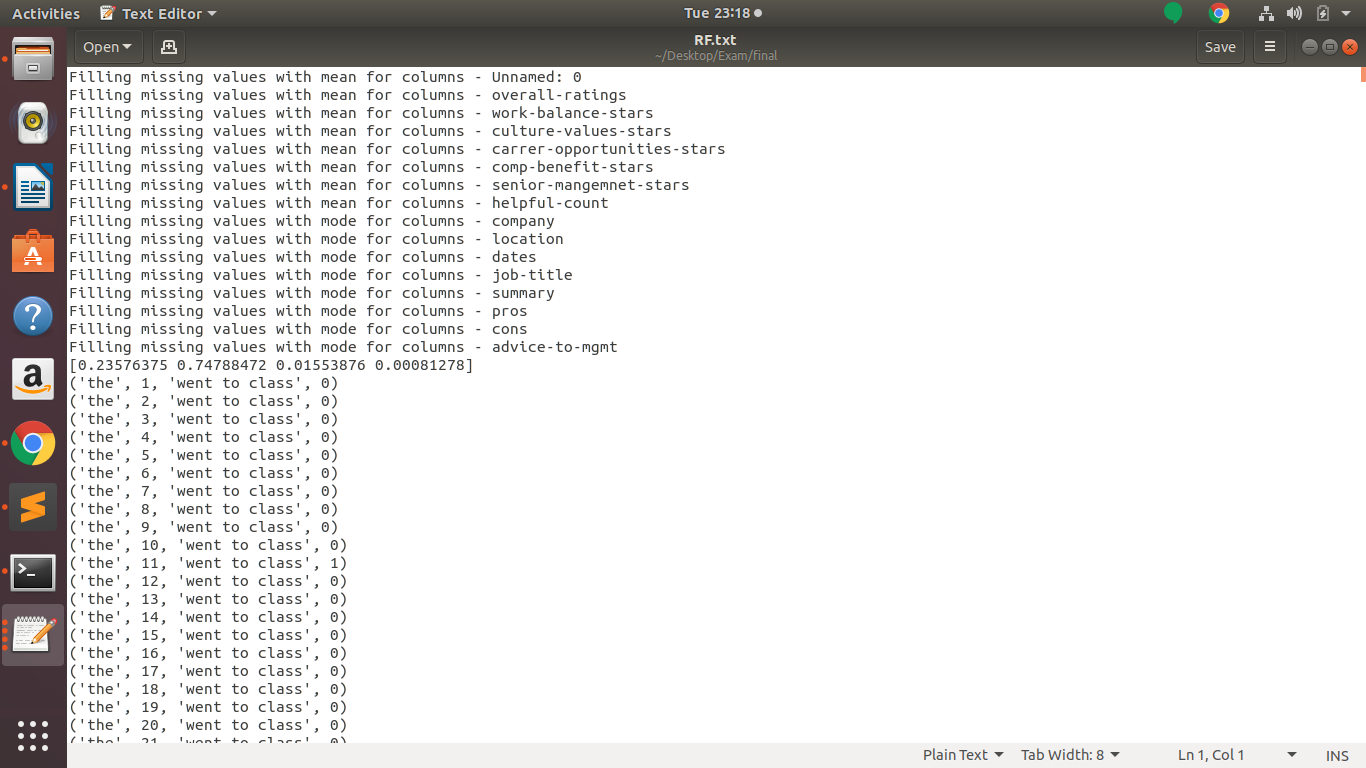 Activities Text Editor Tue 23:18
Open RF.txt Save
~/Desktop/Exam/final
Filling missing values with mean for columns - Unnamed: 0
Filling missing values with mean for columns - overall-ratings
Filling missing values with mean for columns - work-balance-stars
Filling missing values with mean for columns - culture-values-stars
Filling missing values with mean for columns - carrer-opportunities-stars
Filling missing values with mean for columns - comp-benefit-stars
Filling missing values with mean for columns - senior-mangemnet-stars
Filling missing values with mean for columns - helpful-count
Filling missing values with mode for columns - company
Filling missing values with mode for columns - location
Filling missing values with mode for columns - dates
Filling missing values with mode for columns - job-title
Filling missing values with mode for columns - summary
Filling missing values with mode for columns - pros
Filling missing values with mode for columns - cons
Filling missing values with mode for columns - advice-to-mgmt
[0.23576375 0.74788472 0.01553876 0.00081278]
('the', 1, 'went to class', 0)
('the', 2, 'went to class', 0)
('the', 3, 'went to class', 0)
('the', 4, 'went to class', 0)
('the', 5, 'went to class', 0)
('the', 6, 'went to class', 0)
('the', 7, 'went to class', 0)
('the', 8, 'went to class', 0)
('the', 9, 'went to class', 0)
('the', 10, 'went to class', 0)
('the', 11, 'went to class', 1)
('the', 12, 'went to class', 0)
('the', 13, 'went to class', 0)
('the', 14, 'went to class', 0)
('the', 15, 'went to class', 0)
('the', 16, 'went to class', 0)
('the', 17, 'went to class', 0)
('the', 18, 'went to class', 0)
('the', 19, 'went to class', 0)
('the', 20, 'went to class', 0)
('the', 21, 'went to class', 0)
Plain Text Tab Width: 8 Ln 1, Col 1 INS